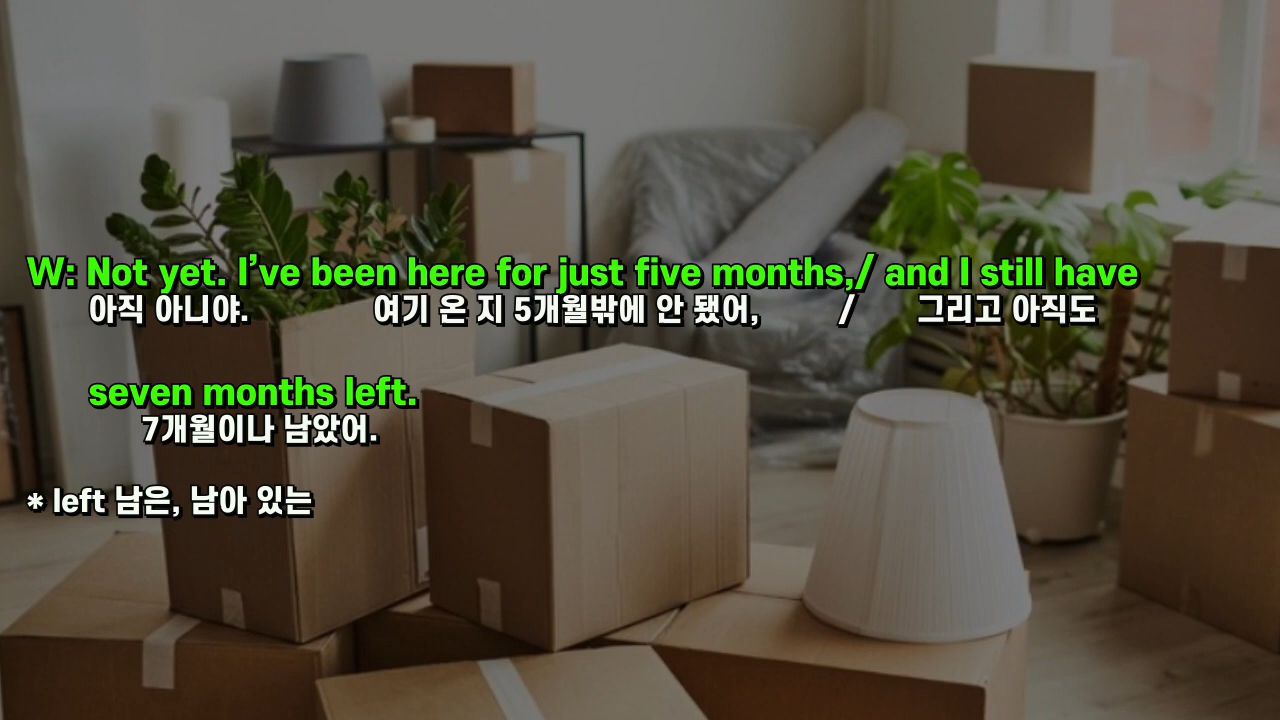 W: Not yet. I’ve been here for just five months,/ and I still have
아직 아니야. 여기 온 지 5개월밖에 안 됐어, / 그리고 아직도
seven months left.
7개월이나 남았어.
* left 남은, 남아 있는